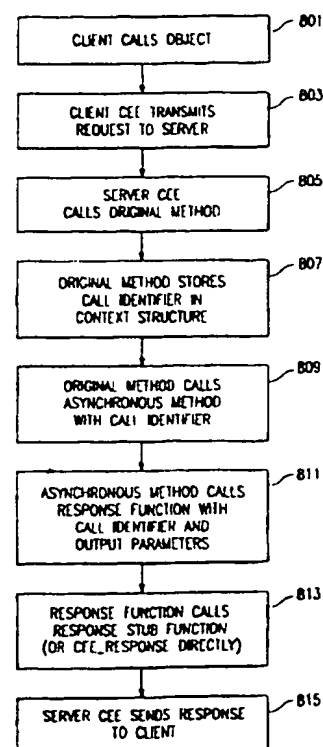 CLIENT CALLS OBJECT
801
CLIENT CEE TRANSMITS
REQUEST TO SERVER
803
SERVER CEE
CALLS ORIGINAL METHOD
805
ORIGINAL METHOD STORES
CALL IDENTIFIER IN
CONTEXT STRUCTURE
807
ORIGINAL METHOD CALLS
ASYNCHRONOUS METHOD
WITH CALL IDENTIFIER
809
ASYNCHRONOUS METHOD CALLS
RESPONSE FUNCTION WITH
CALL IDENTIFIER AND
OUTPUT PARAMETERS
811
RESPONSE FUNCTION CALLS
RESPONSE STUB FUNCTION
(OR CEE_RESPONSE DIRECTLY)
813
SERVER CEE SENDS RESPONSE
TO CLIENT
815